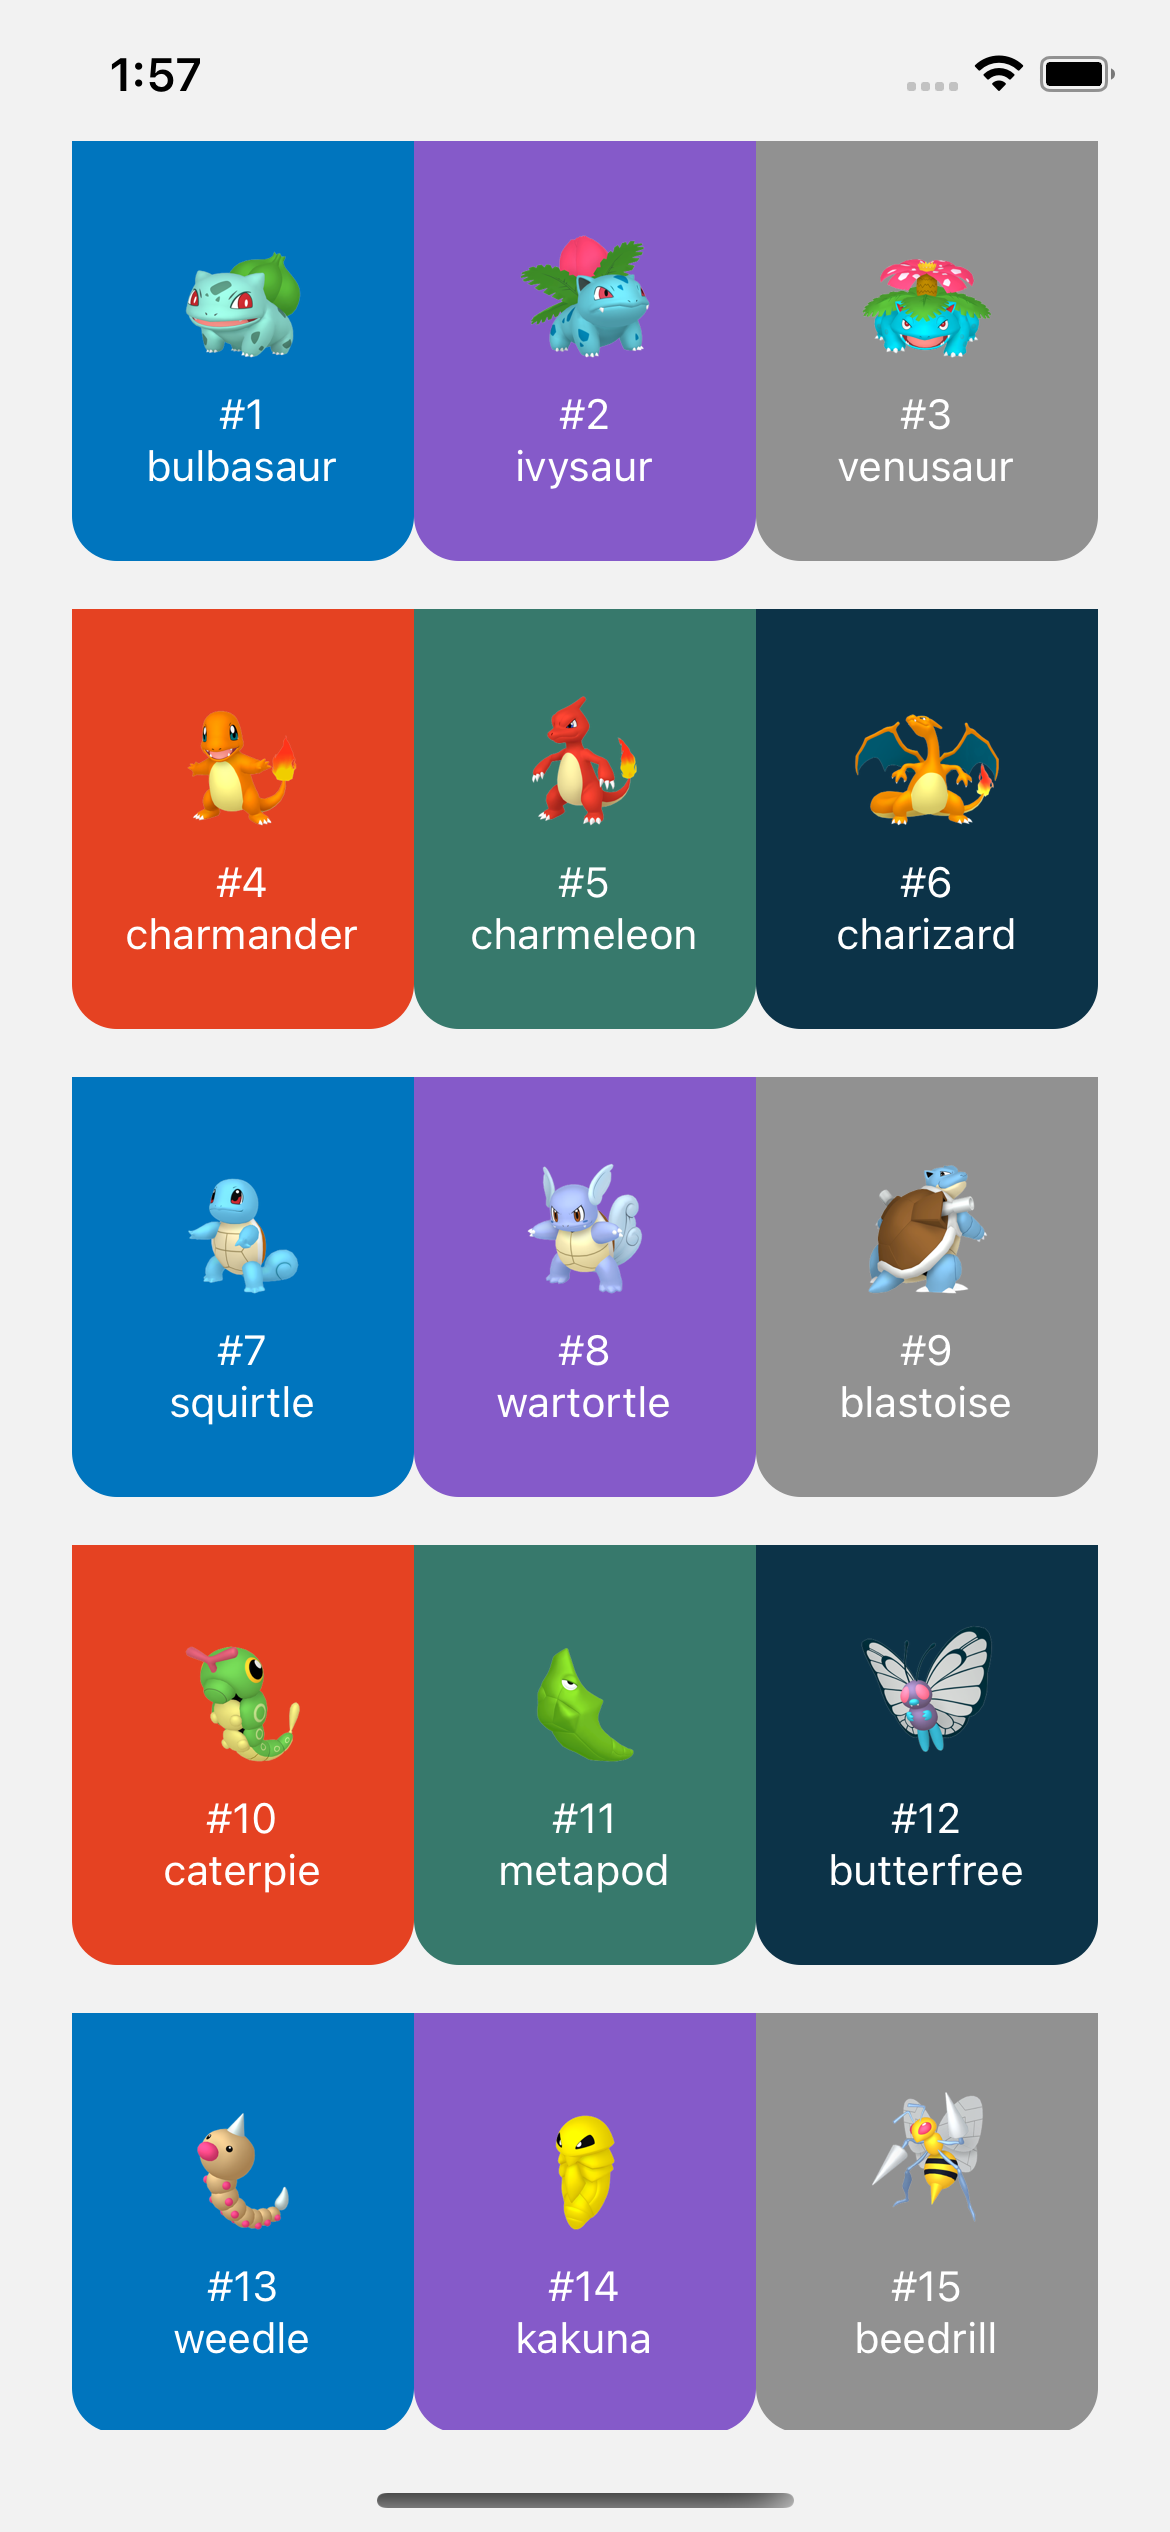 1:57
#1
bulbasaur
#2
ivysaur
#3
venusaur
#4
charmander
#5
charmeleon
#6
charizard
#7
squirtle
#8
wartortle
#9
blastoise
#10
caterpie
#11
metapod
#12
butterfree
#13
weedle
#14
kakuna
#15
beedrill